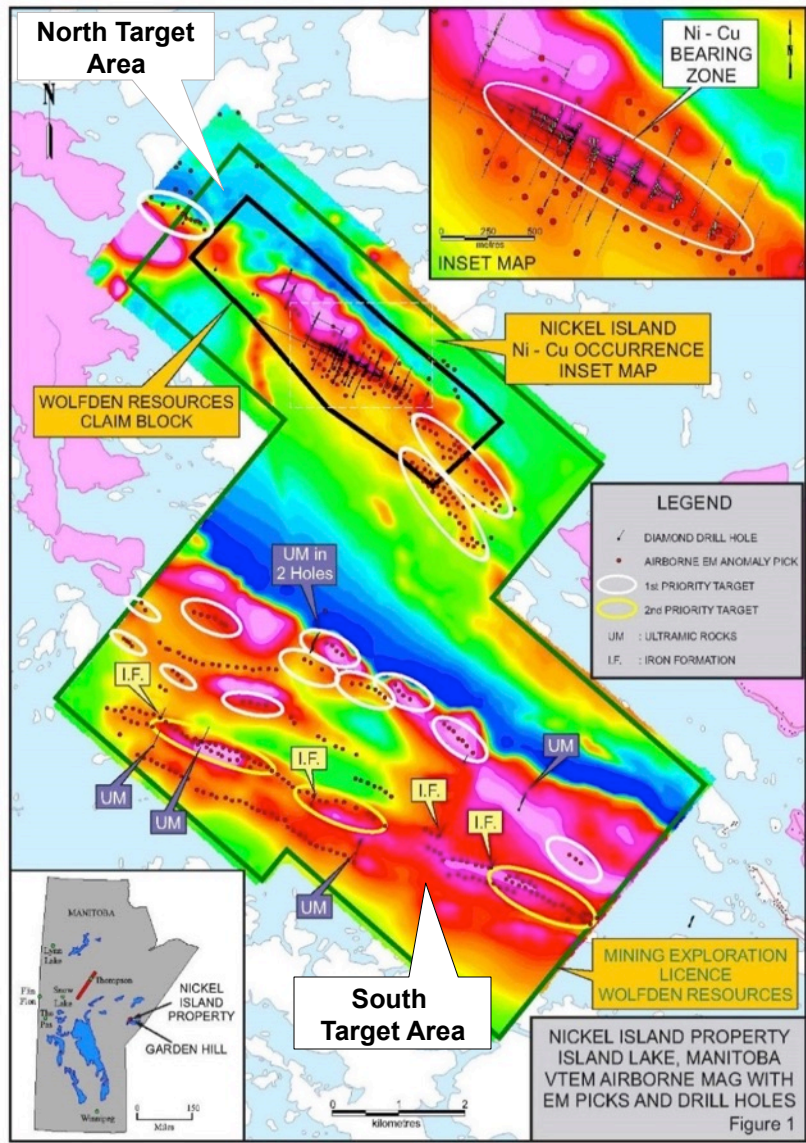 North Target
Area
N
Ni - Cu
BEARING
ZONE
N
0 250 500
metres
INSET MAP
NICKEL ISLAND
Ni - Cu OCCURRENCE
INSET MAP
WOLFDEN RESOURCES
CLAIM BLOCK
LEGEND
DIAMOND DRILL HOLE
AIRBORNE EM ANOMALY PICK
1st PRIORITY TARGET
2nd PRIORITY TARGET
UM : ULTRAMIC ROCKS
I.F. : IRON FORMATION
UM in
2 Holes
I.F.
UM
I.F.
UM
UM
I.F.
I.F.
UM
South
Target Area
MINING EXPLORATION
LICENCE
WOLFDEN RESOURCES
MANITOBA
Lynn
Lake
Thompson
Flin
Flon
Snow
Lake
The
Pas
NICKEL
ISLAND
PROPERTY
GARDEN HILL
Winnipeg
0 150
Miles
0 1 2
kilometres
NICKEL ISLAND PROPERTY
ISLAND LAKE, MANITOBA
VTEM AIRBORNE MAG WITH
EM PICKS AND DRILL HOLES
Figure 1